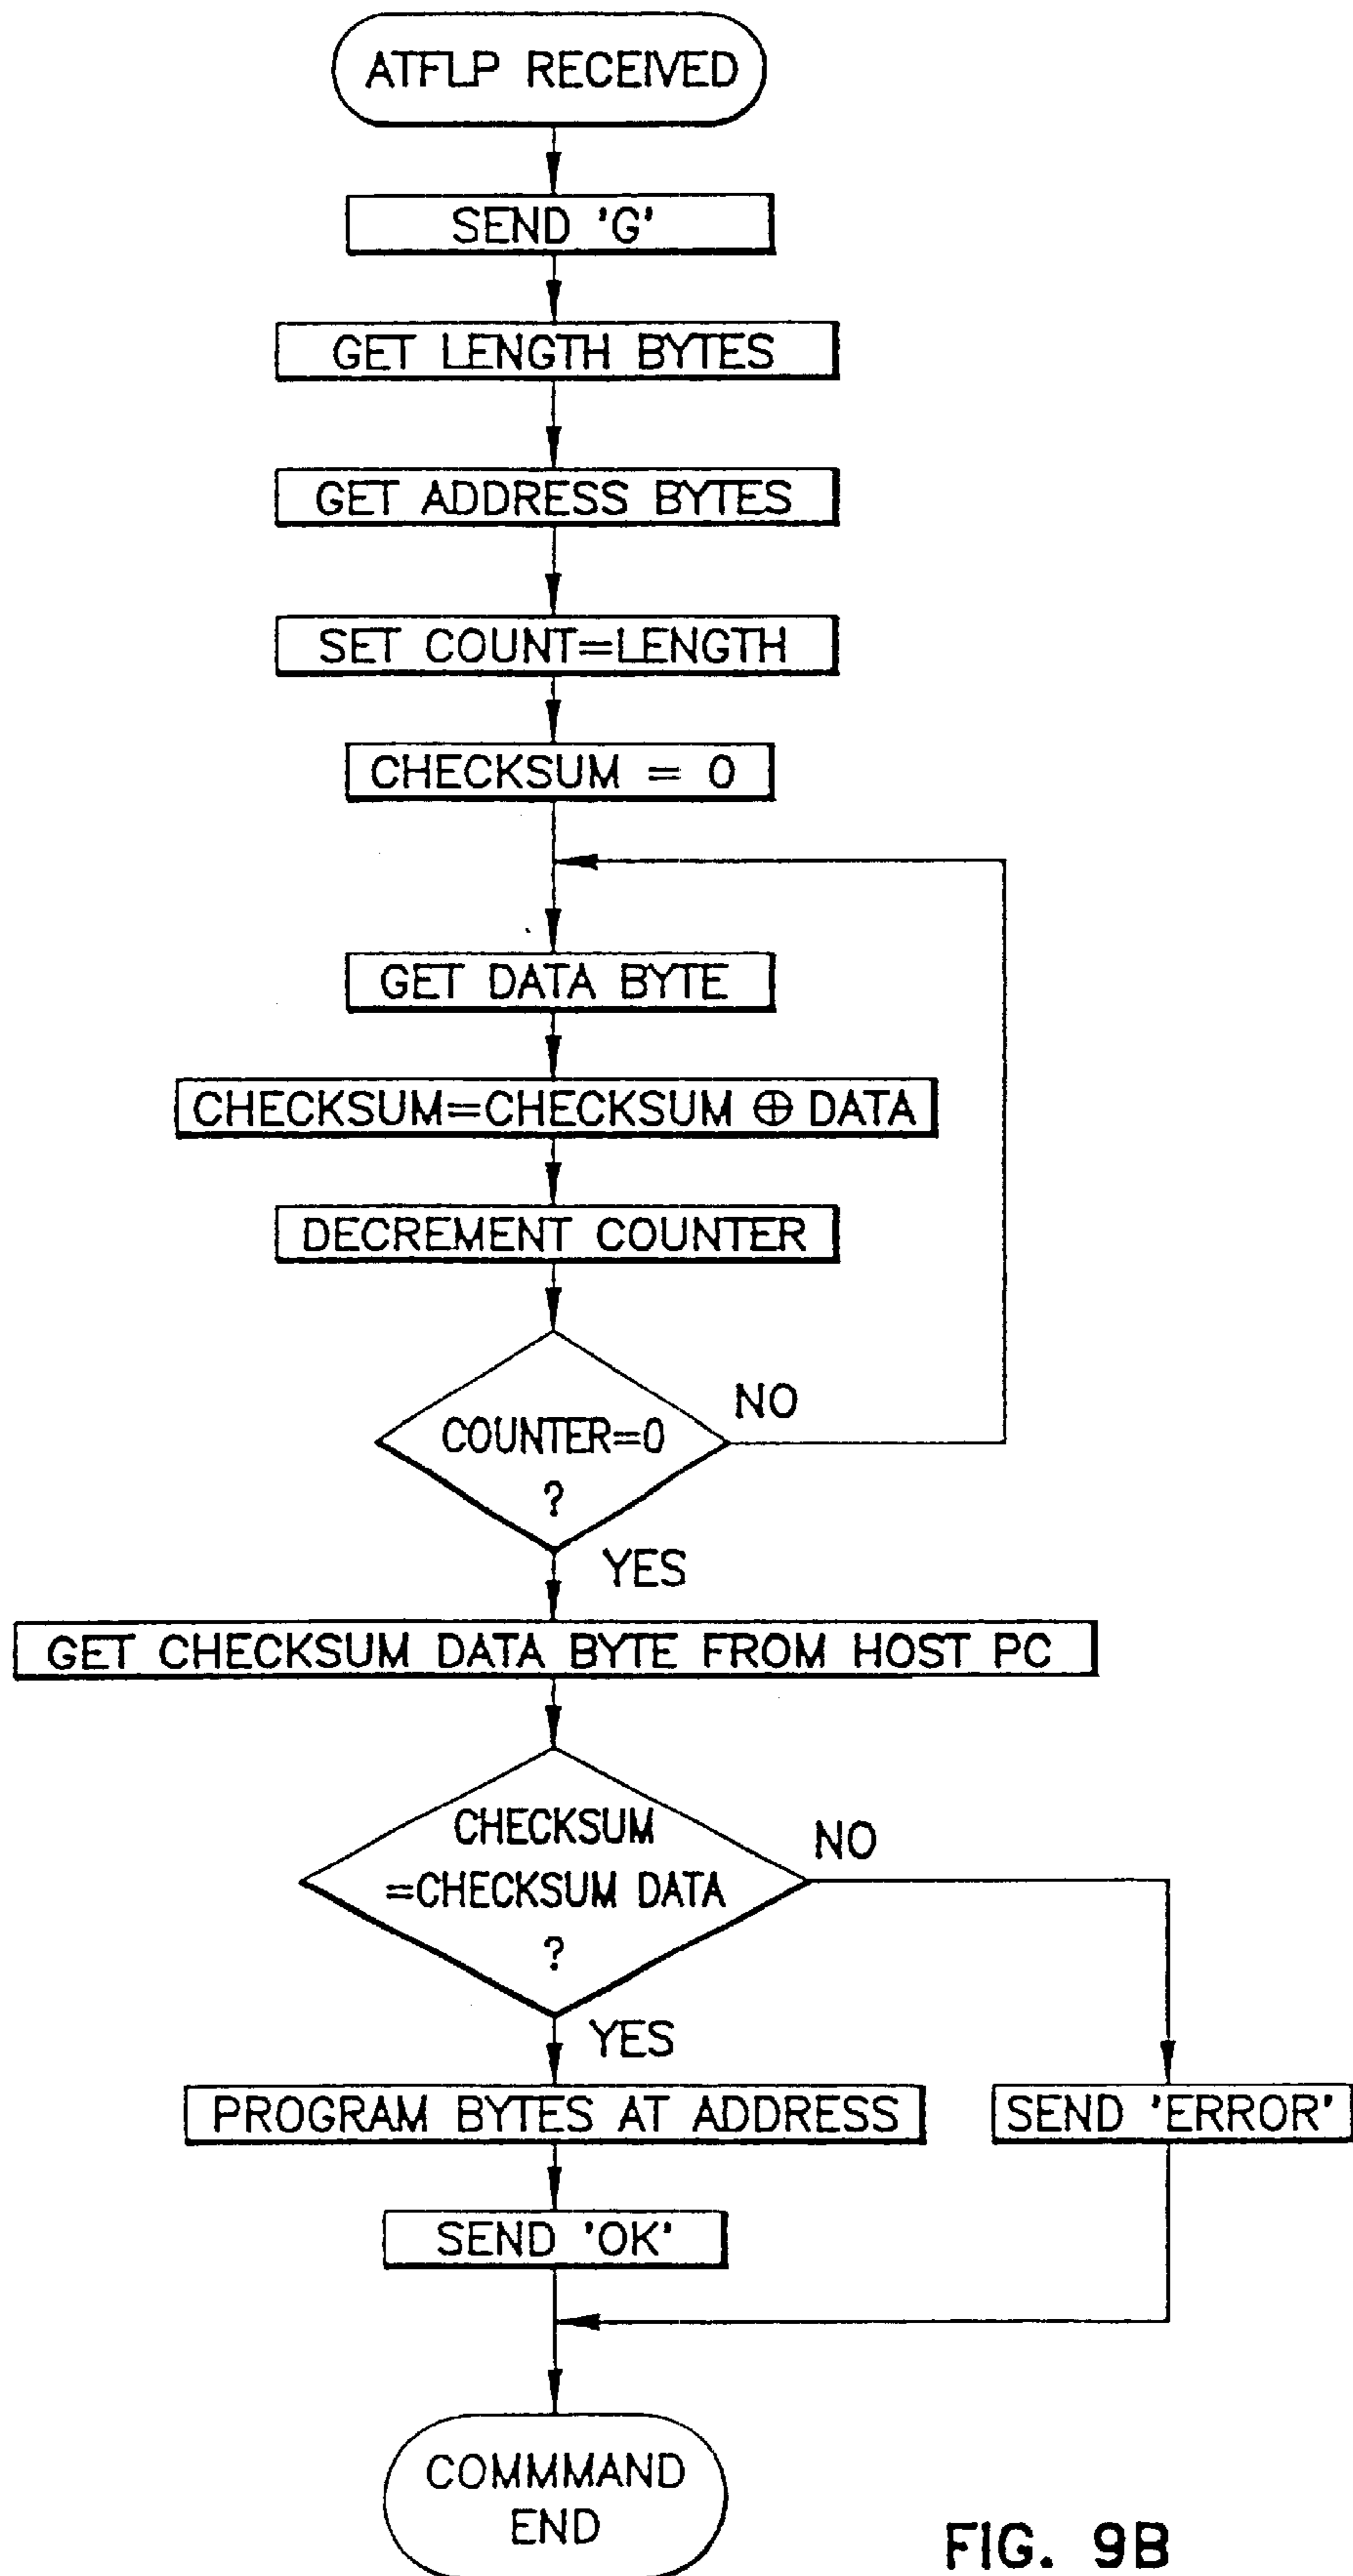 ATFLP RECEIVED
SEND 'G'
GET LENGTH BYTES
GET ADDRESS BYTES
SET COUNT=LENGTH
CHECKSUM = 0
GET DATA BYTE
CHECKSUM=CHECKSUM ⊕ DATA
DECREMENT COUNTER
COUNTER=0
?
NO
YES
GET CHECKSUM DATA BYTE FROM HOST PC
CHECKSUM
=CHECKSUM DATA
?
NO
YES
PROGRAM BYTES AT ADDRESS
SEND 'ERROR'
SEND 'OK'
COMMMAND
END
FIG. 9B